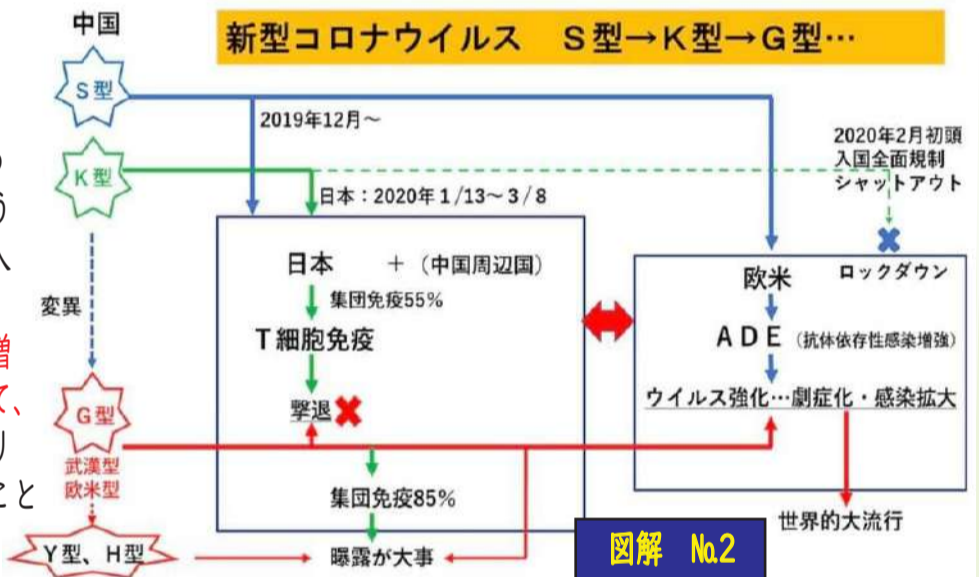 中国
新型コロナウイルス S型→K型→G型…
S型
2019年12月～
K型
2020年2月初頭
入国全面規制
シャットアウト
日本：2020年1/13～3/8
う
変異
日本 ＋（中国周辺国）
集団免疫55%
T細胞免疫
撃退
ロックダウン
欧米
ADE（抗体依存性感染増強）
ウイルス強化…劇症化・感染拡大
増
て、
り
こと
G型
武漢型
欧米型
集団免疫85%
世界的大流行
Y型、H型
曝露が大事
図解 No.2